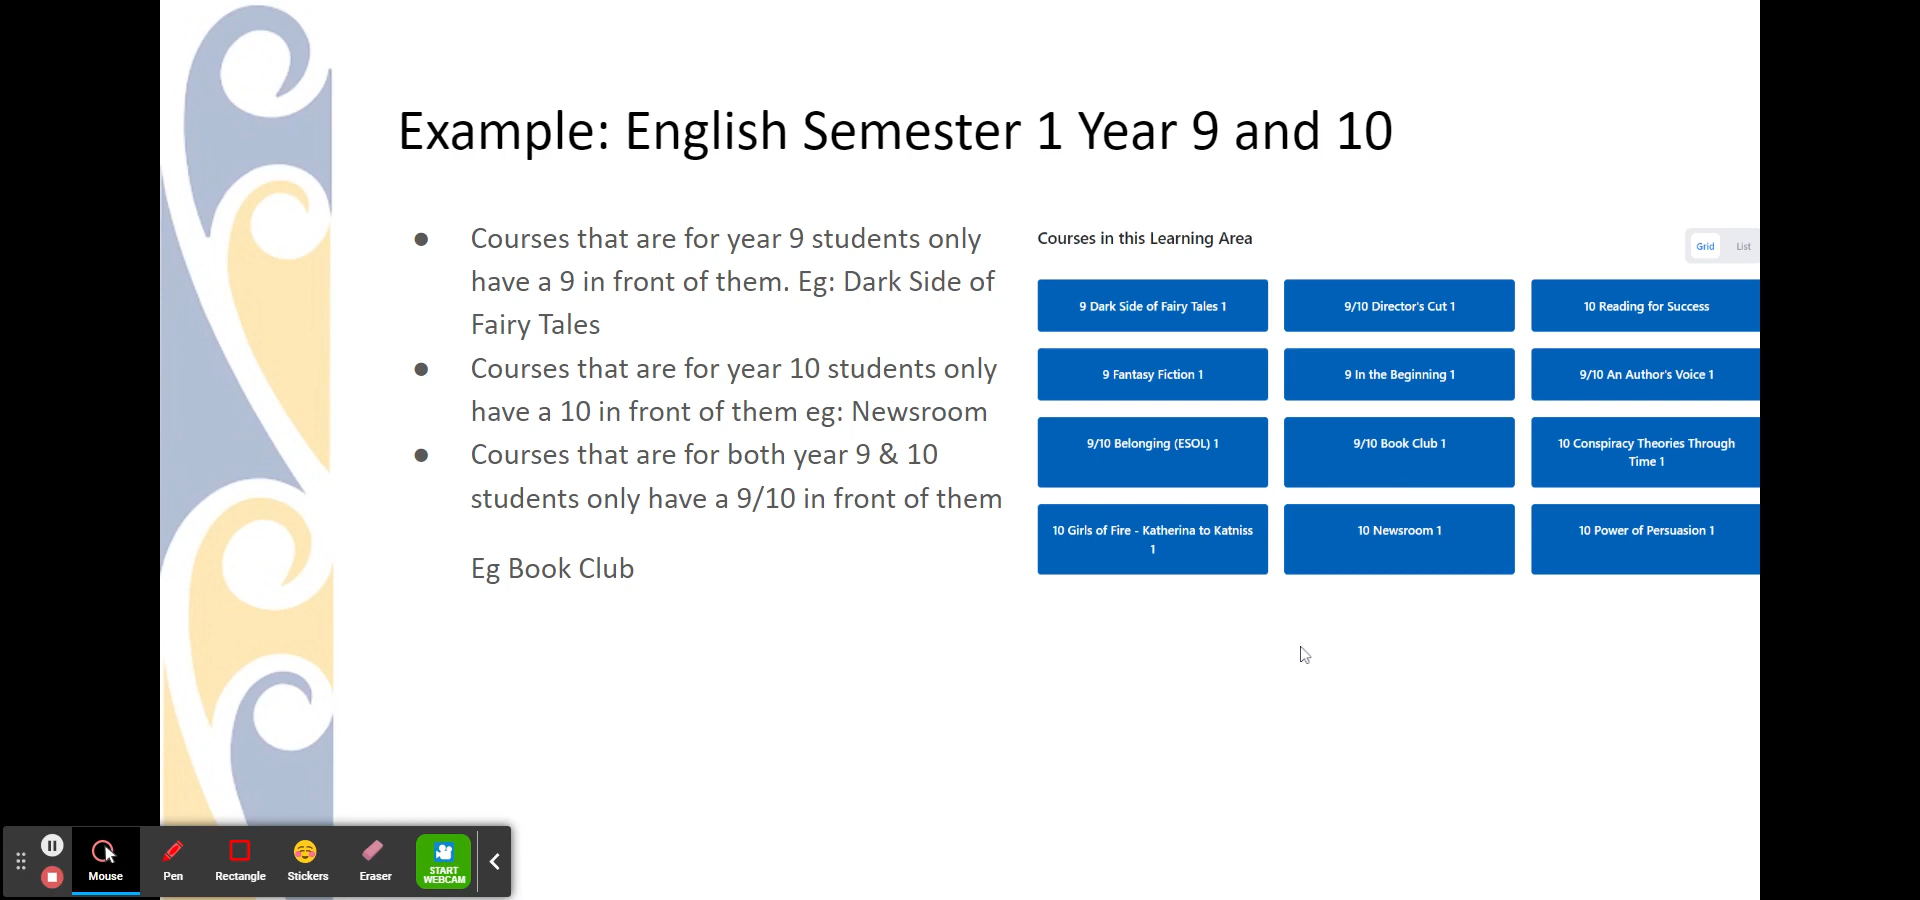 Example: English Semester 1 Year 9 and 10
● Courses that are for year 9 students only
have a 9 in front of them. Eg: Dark Side of
Fairy Tales
● Courses that are for year 10 students only
have a 10 in front of them eg: Newsroom
● Courses that are for both year 9 & 10
students only have a 9/10 in front of them
Eg Book Club
Courses in this Learning Area
Grid List
9 Dark Side of Fairy Tales 1
9/10 Director's Cut 1
10 Reading for Success
9 Fantasy Fiction 1
9 In the Beginning 1
9/10 An Author's Voice 1
9/10 Belonging (ESOL) 1
9/10 Book Club 1
10 Conspiracy Theories Through
Time 1
10 Girls of Fire - Katherina to Katniss
1
10 Newsroom 1
10 Power of Persuasion 1
Mouse
Pen
Rectangle
Stickers
Eraser
START
WEBCAM